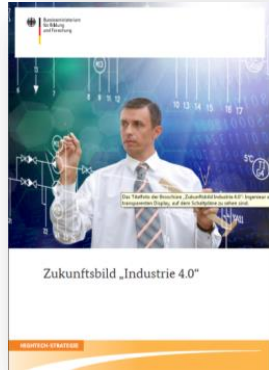 Bundesministerium
für Bildung
und Forschung
10 13 14 15 16
5°C
Das Titelfoto der Broschüre „Zukunftsbild Industrie 4.0": Ingenieur
transparenten Display, auf dem Schaltpläne zu sehen sind.
Zukunftsbild „Industrie 4.0"
HIGHTECH-STRATEGIE